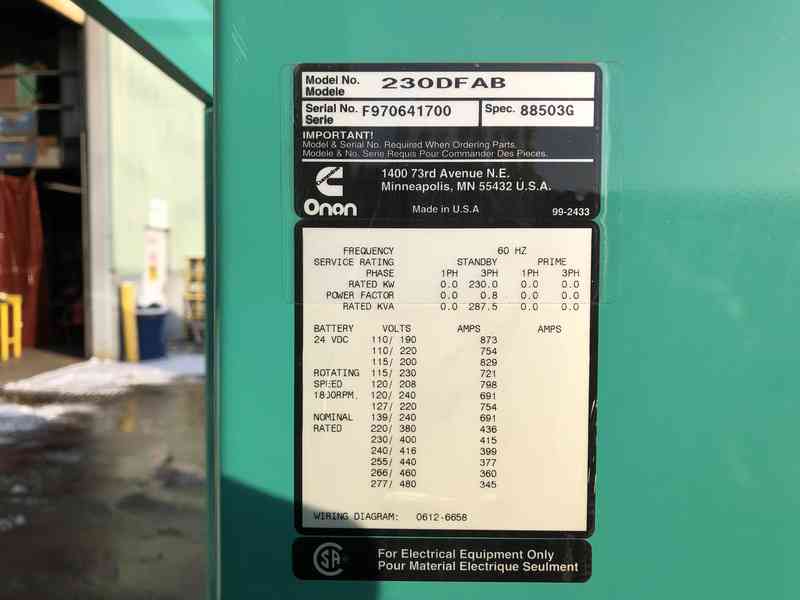 Model No. 230DFAB
Modele
Serial No. F970641700 Spec. 88503G
Serie
IMPORTANT!
Model & Serial No. Required When Ordering Parts.
Modele & No. Serie Requis Pour Commander Des Pieces.
1400 73rd Avenue N.E.
Minneapolis, MN 55432 U.S.A.
Onan Made in U.S.A 99-2433
FREQUENCY 60 HZ
SERVICE RATING STANDBY PRIME
PHASE 1PH 3PH 1PH 3PH
RATED KW 0.0 230.0 0.0 0.0
POWER FACTOR 0.0 0.8 0.0 0.0
RATED KVA 0.0 287.5 0.0 0.0
BATTERY VOLTS AMPS AMPS
24 VDC 110/ 190 873
110/ 220 754
115/ 200 829
ROTATING 115/ 230 721
SPEED 120/ 208 798
1800RPM. 120/ 240 691
127/ 220 754
NOMINAL 139/ 240 691
RATED 220/ 380 436
230/ 400 415
240/ 416 399
255/ 440 377
266/ 460 360
277/ 480 345
WIRING DIAGRAM: 0612-6658
CSA For Electrical Equipment Only
Pour Material Electrique Seulment